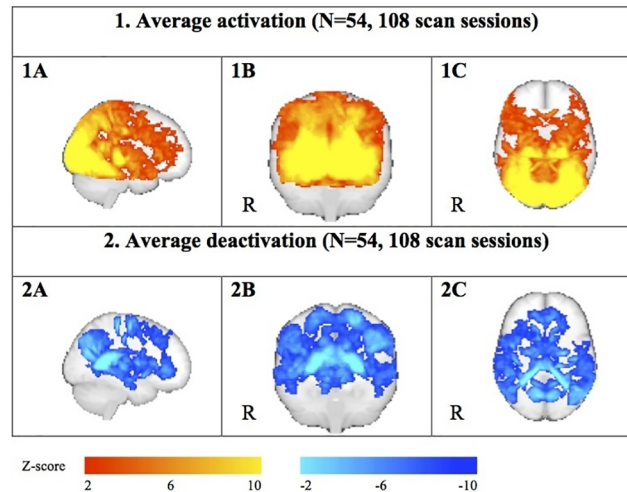 1. Average activation (N=54, 108 scan sessions)
1A 1B 1C
R R
2. Average deactivation (N=54, 108 scan sessions)
2A 2B 2C
R R
Z-score
2 6 10 -2 -6 -10